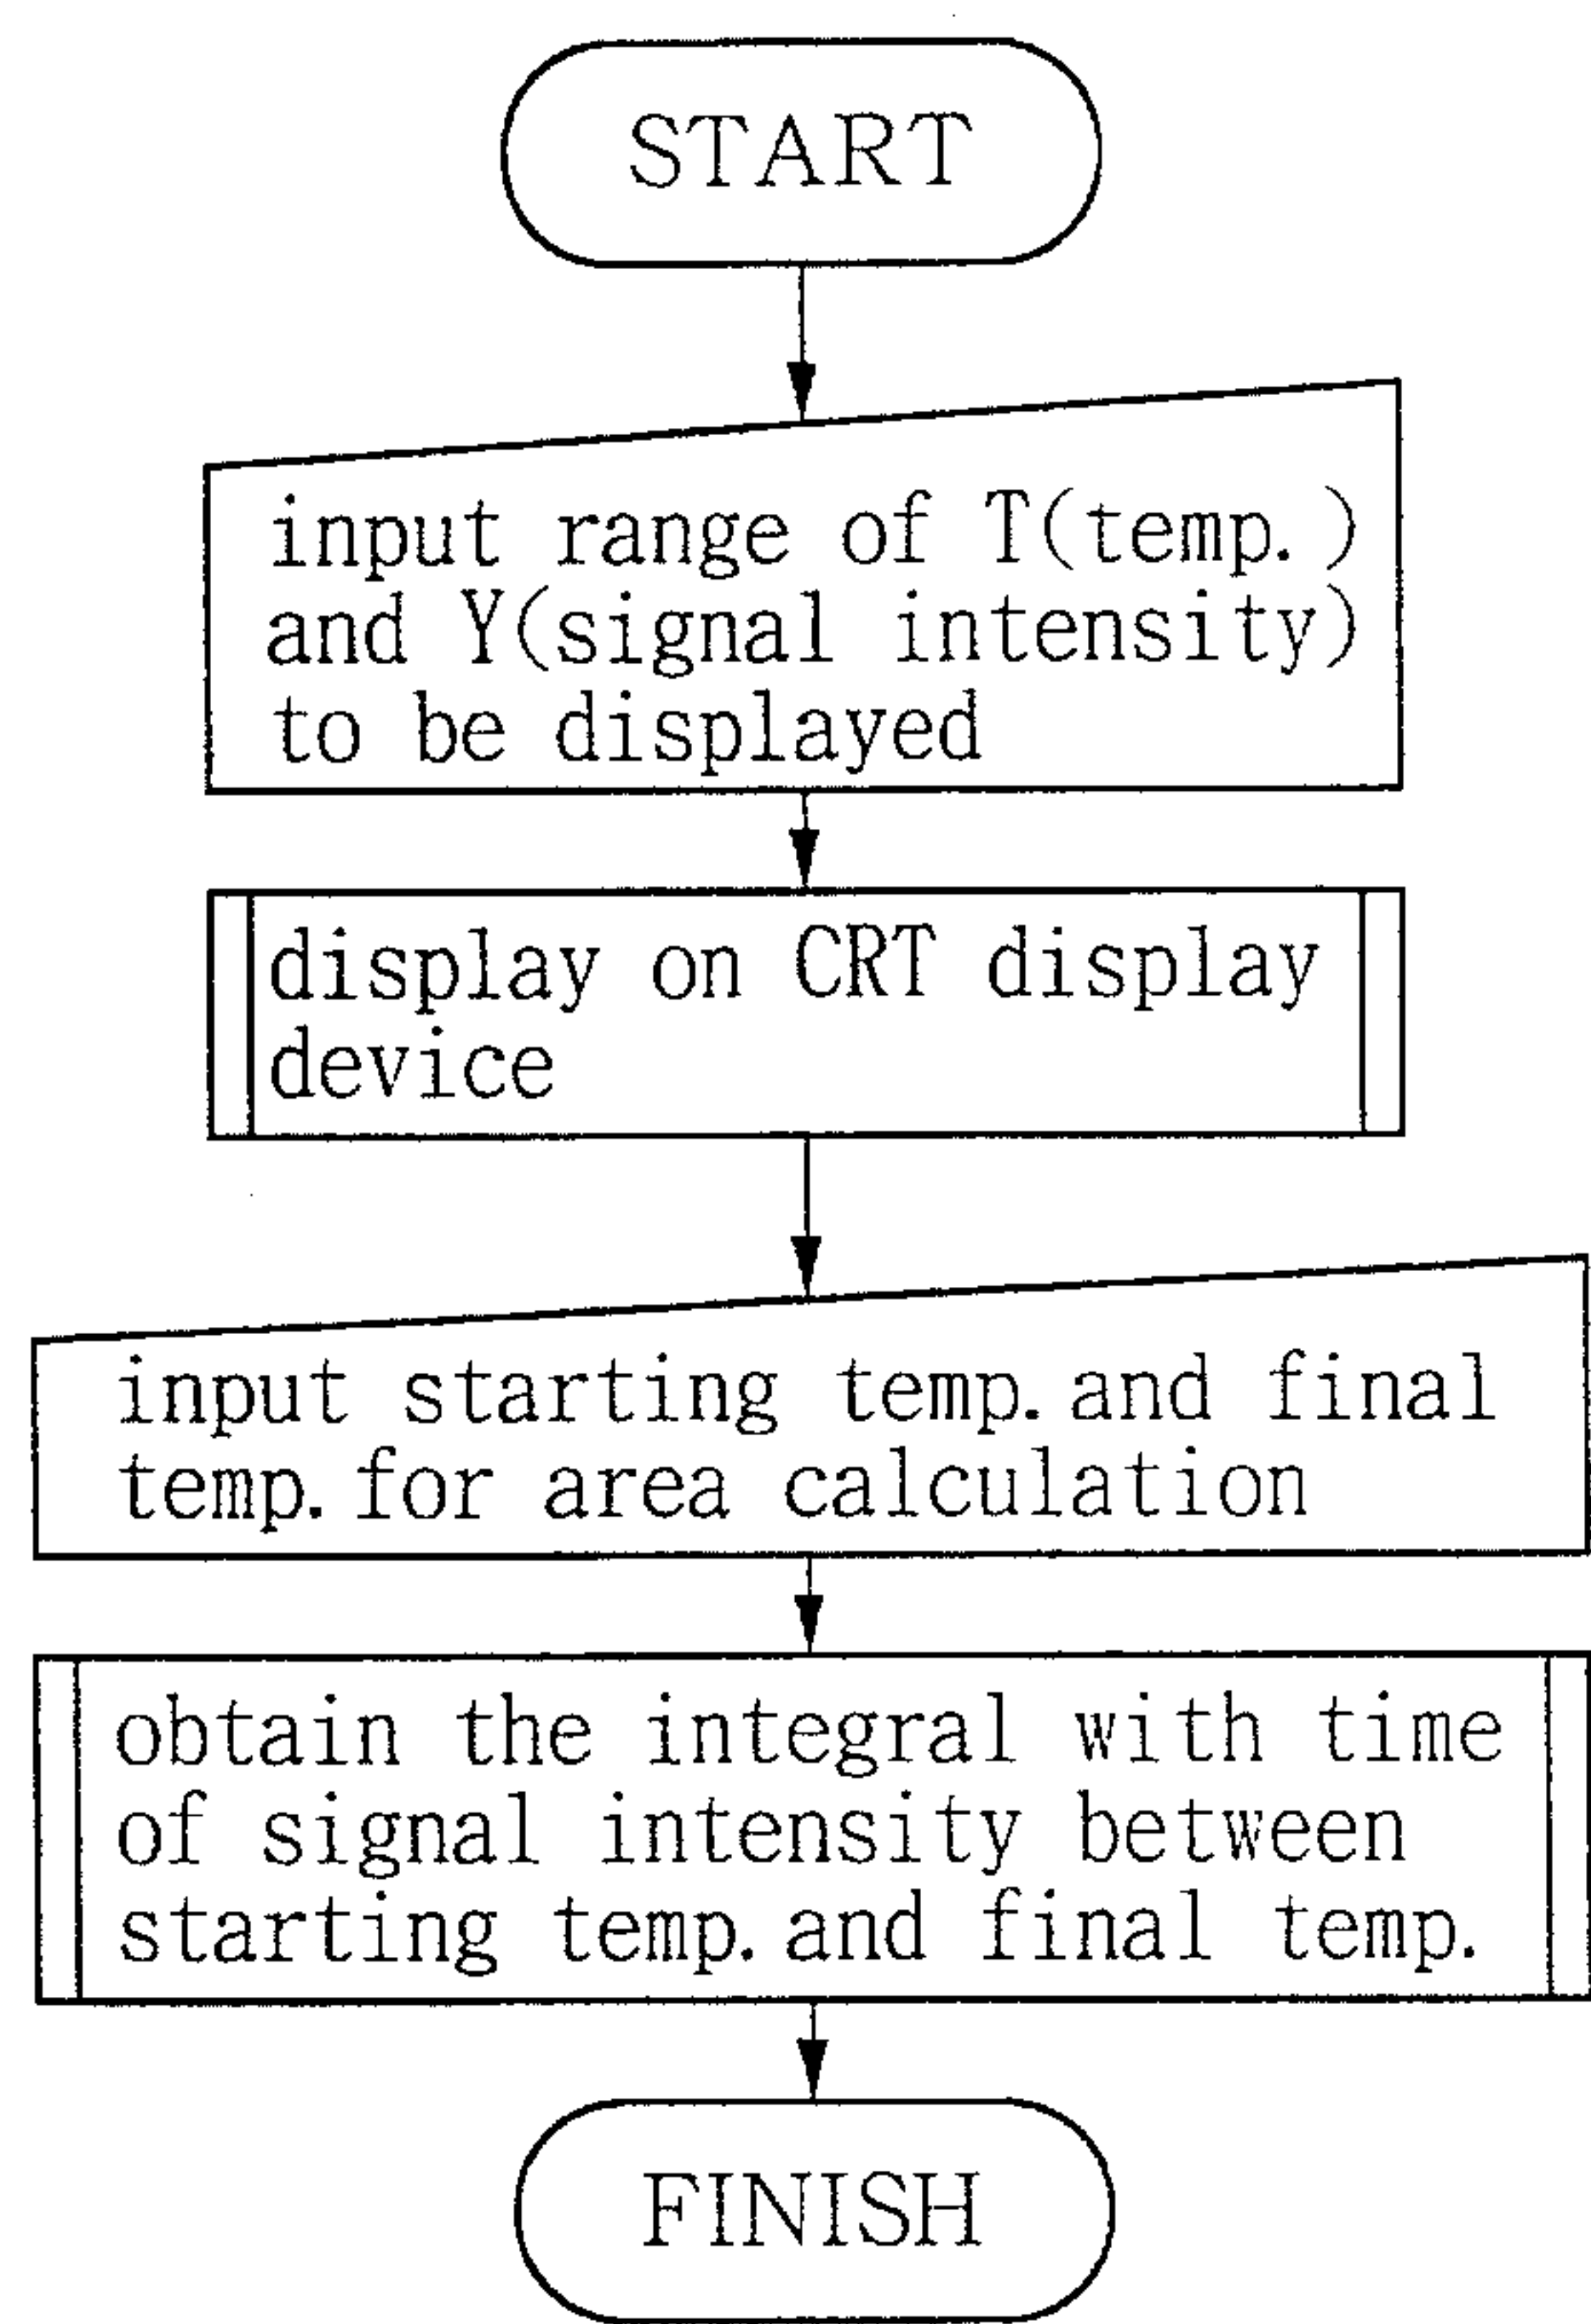 START
input range of T(temp.)
and Y(signal intensity)
to be displayed
display on CRT display
device
input starting temp.and final
temp.for area calculation
obtain the integral with time
of signal intensity between
starting temp.and final temp.
FINISH